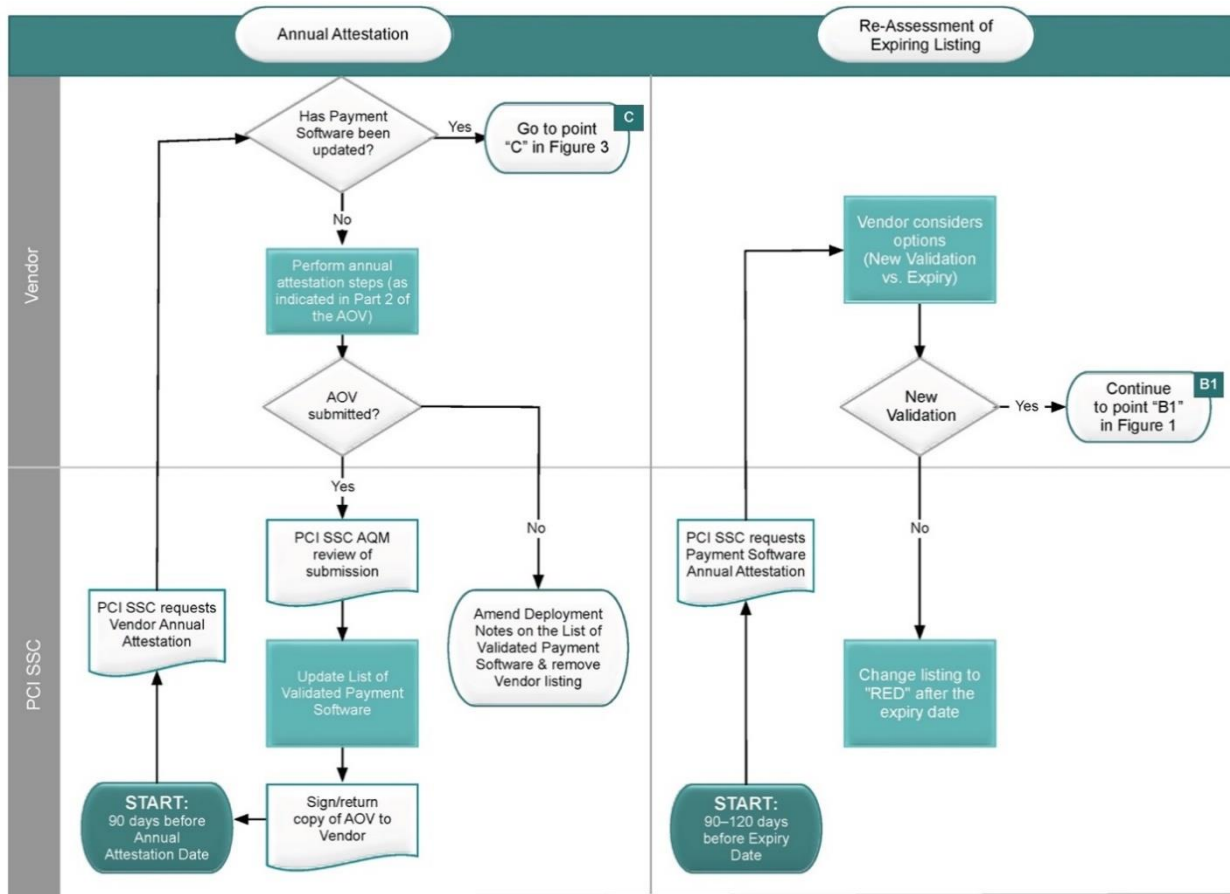 Annual Attestation
Re-Assessment of
Expiring Listing
Vendor
Has Payment
Software been
updated?
Yes
C
Go to point
“C” in Figure 3
No
Perform annual
attestation steps (as
indicated in Part 2 of
the AOV)
AOV
submitted?
Yes
No
Vendor considers
options
(New Validation
vs. Expiry)
New
Validation
Yes
B1
Continue
to point “B1”
in Figure 1
No
PCI SSC
PCI SSC AQM
review of
submission
PCI SSC requests
Vendor Annual
Attestation
Amend Deployment
Notes on the List of
Validated Payment
Software & remove
Vendor listing
Update List of
Validated Payment
Software
START:
90 days before
Annual
Attestation Date
Sign/return
copy of AOV to
Vendor
PCI SSC requests
Payment Software
Annual Attestation
Change listing to
"RED" after the
expiry date
START:
90–120 days
before Expiry
Date